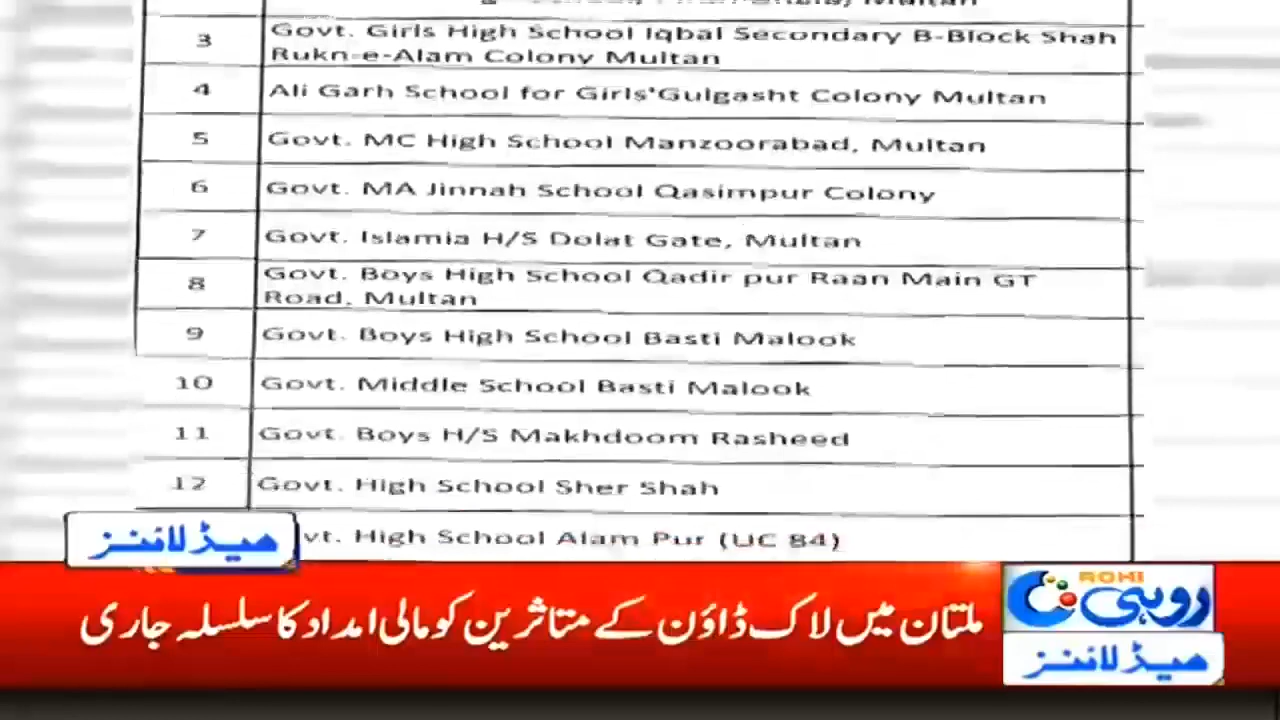 Multan
3 Govt. Girls High School Iqbal Secondary B-Block Shah
Rukn-e-Alam Colony Multan
4 Ali Garh School for Girls'Gulgasht Colony Multan
5 Govt. MC High School Manzoorabad, Multan
6 Govt. MA Jinnah School Qasimpur Colony
7 Govt. Islamia H/S Dolat Gate, Multan
8 Govt. Boys High School Qadir pur Raan Main GT
Road, Multan
9 Govt. Boys High School Basti Malook
10 Govt. Middle School Basti Malook
11 Govt. Boys H/S Makhdoom Rasheed
12 Govt. High School Sher Shah
vt. High School Alam Pur (UC 84)
ہیڈلائنز
ROHI
روہی
ملتان میں لاک ڈاؤن کے متاثرین کو مالی امداد کا سلسلہ جاری
ہیڈلائنز